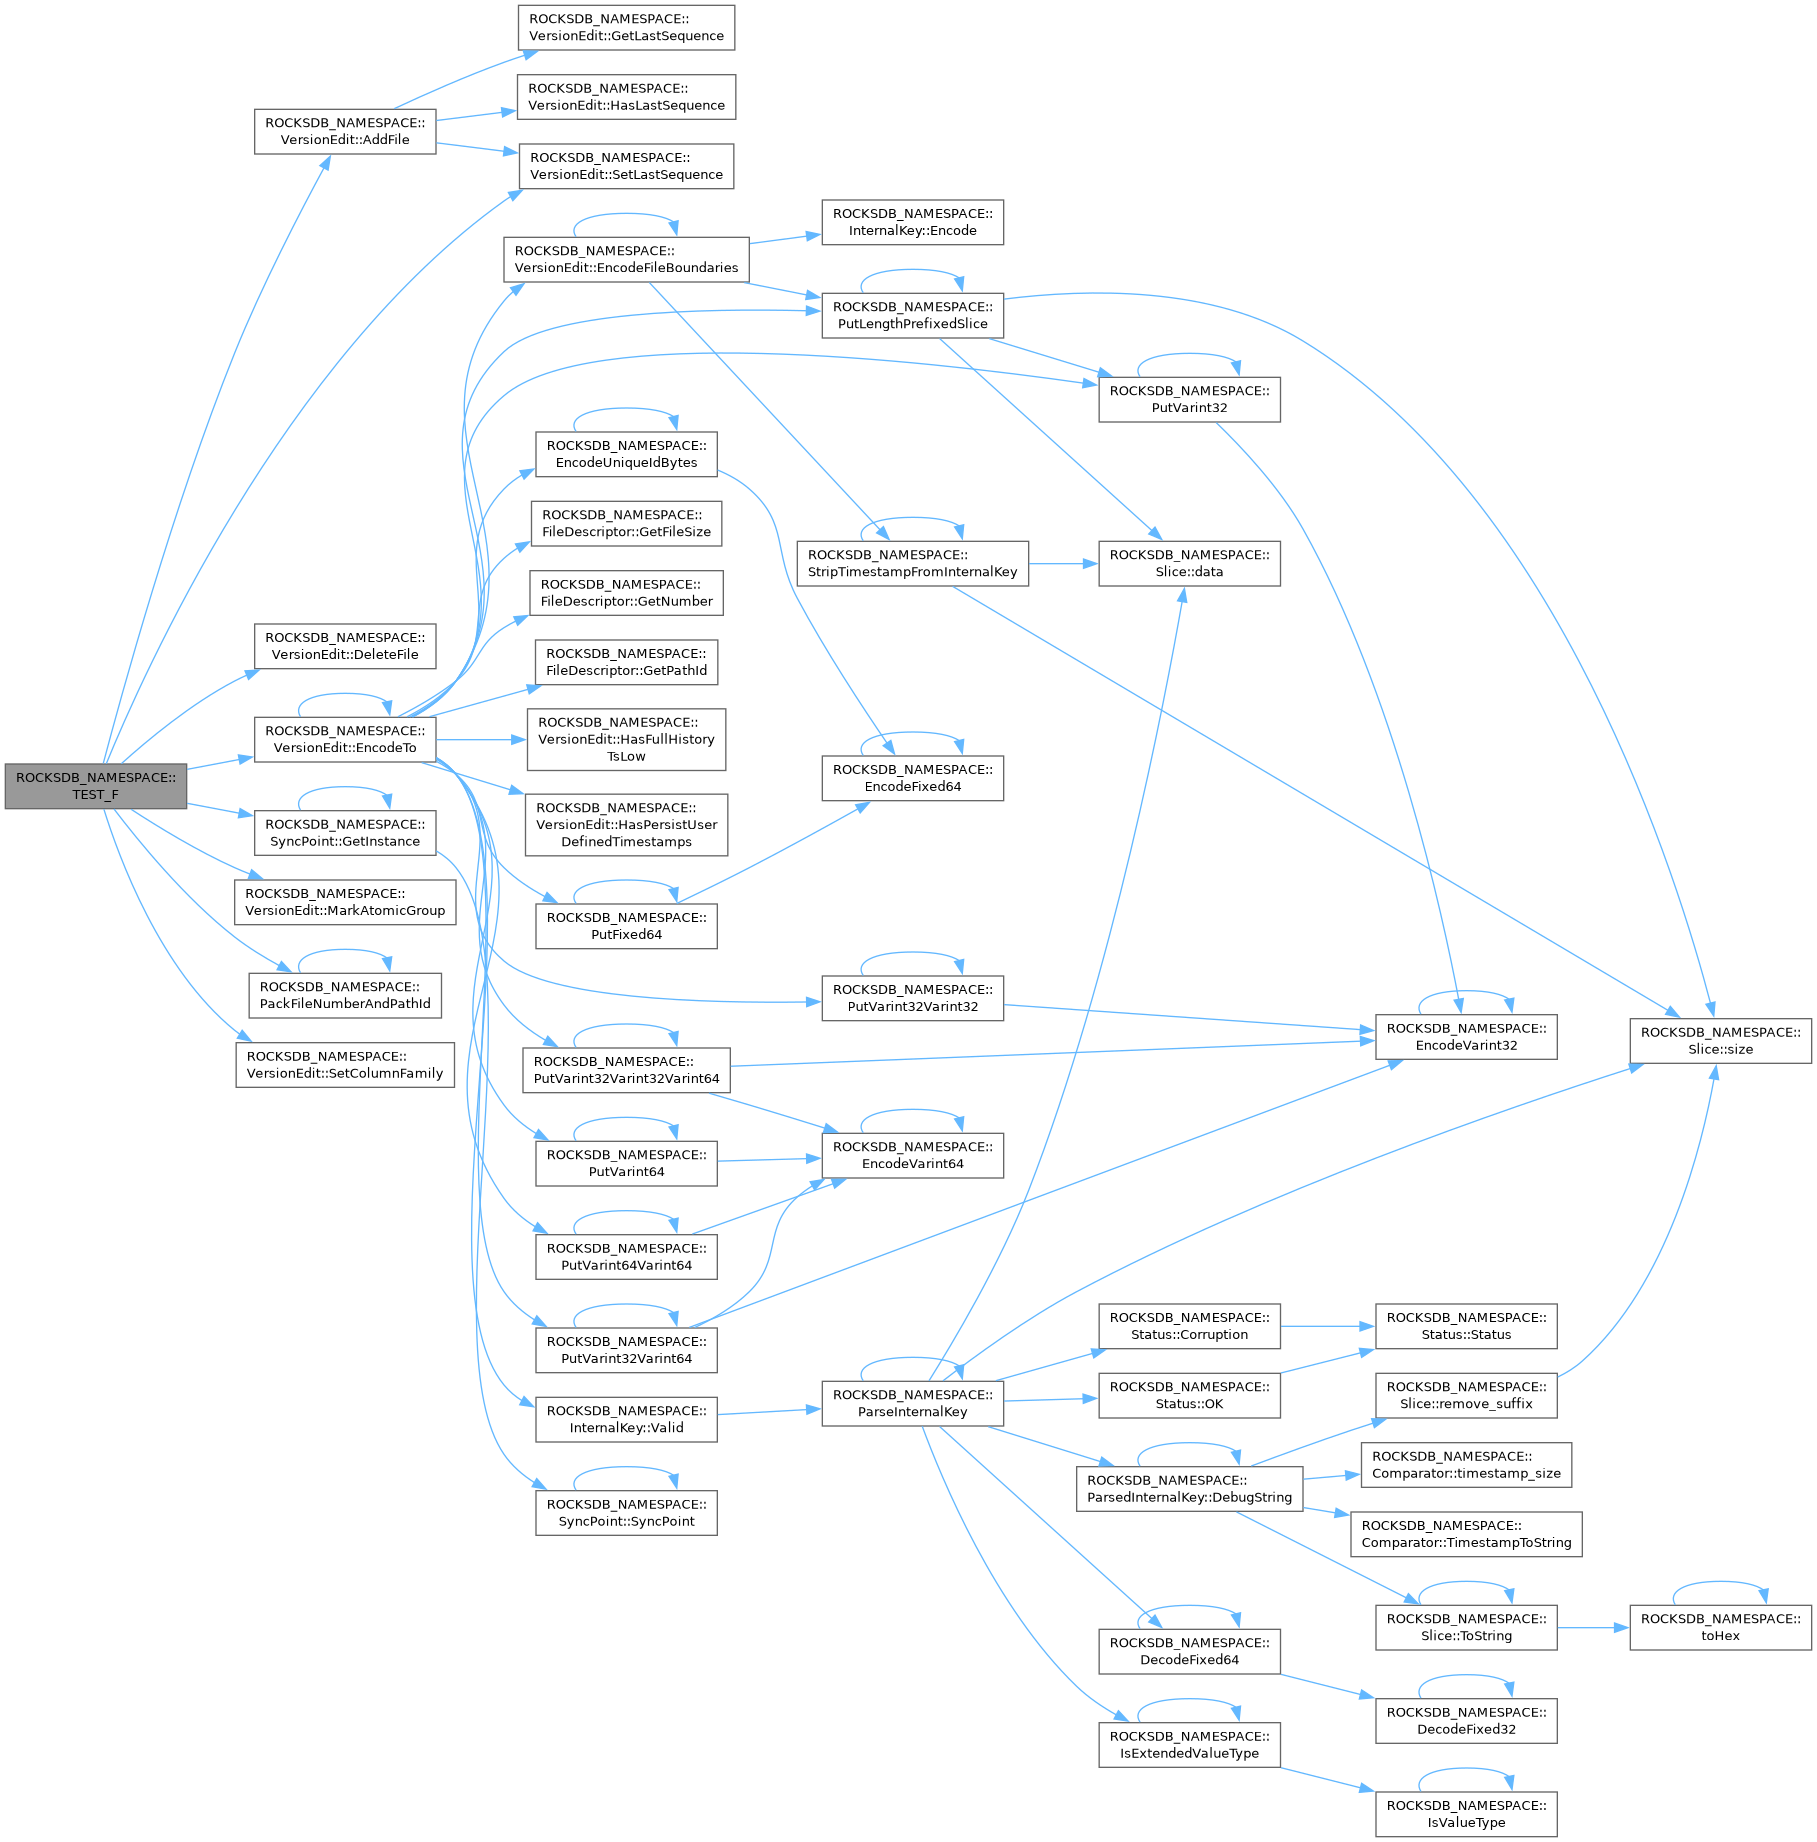 ROCKSDB_NAMESPACE::
TEST_F
ROCKSDB_NAMESPACE::
VersionEdit::AddFile
ROCKSDB_NAMESPACE::
VersionEdit::GetLastSequence
ROCKSDB_NAMESPACE::
VersionEdit::HasLastSequence
ROCKSDB_NAMESPACE::
VersionEdit::SetLastSequence
ROCKSDB_NAMESPACE::
VersionEdit::DeleteFile
ROCKSDB_NAMESPACE::
VersionEdit::EncodeTo
ROCKSDB_NAMESPACE::
SyncPoint::GetInstance
ROCKSDB_NAMESPACE::
VersionEdit::MarkAtomicGroup
ROCKSDB_NAMESPACE::
PackFileNumberAndPathId
ROCKSDB_NAMESPACE::
VersionEdit::SetColumnFamily
ROCKSDB_NAMESPACE::
VersionEdit::EncodeFileBoundaries
ROCKSDB_NAMESPACE::
EncodeUniqueIdBytes
ROCKSDB_NAMESPACE::
FileDescriptor::GetFileSize
ROCKSDB_NAMESPACE::
FileDescriptor::GetNumber
ROCKSDB_NAMESPACE::
FileDescriptor::GetPathId
ROCKSDB_NAMESPACE::
VersionEdit::HasFullHistory
TsLow
ROCKSDB_NAMESPACE::
VersionEdit::HasPersistUser
DefinedTimestamps
ROCKSDB_NAMESPACE::
PutFixed64
ROCKSDB_NAMESPACE::
PutVarint32Varint32Varint64
ROCKSDB_NAMESPACE::
PutVarint64
ROCKSDB_NAMESPACE::
PutVarint64Varint64
ROCKSDB_NAMESPACE::
PutVarint32Varint64
ROCKSDB_NAMESPACE::
InternalKey::Valid
ROCKSDB_NAMESPACE::
SyncPoint::SyncPoint
ROCKSDB_NAMESPACE::
InternalKey::Encode
ROCKSDB_NAMESPACE::
PutLengthPrefixedSlice
ROCKSDB_NAMESPACE::
StripTimestampFromInternalKey
ROCKSDB_NAMESPACE::
EncodeFixed64
ROCKSDB_NAMESPACE::
PutVarint32Varint32
ROCKSDB_NAMESPACE::
EncodeVarint64
ROCKSDB_NAMESPACE::
ParseInternalKey
ROCKSDB_NAMESPACE::
PutVarint32
ROCKSDB_NAMESPACE::
Slice::data
ROCKSDB_NAMESPACE::
Status::Corruption
ROCKSDB_NAMESPACE::
Status::OK
ROCKSDB_NAMESPACE::
ParsedInternalKey::DebugString
ROCKSDB_NAMESPACE::
DecodeFixed64
ROCKSDB_NAMESPACE::
IsExtendedValueType
ROCKSDB_NAMESPACE::
EncodeVarint32
ROCKSDB_NAMESPACE::
Status::Status
ROCKSDB_NAMESPACE::
Slice::remove_suffix
ROCKSDB_NAMESPACE::
Comparator::timestamp_size
ROCKSDB_NAMESPACE::
Comparator::TimestampToString
ROCKSDB_NAMESPACE::
Slice::ToString
ROCKSDB_NAMESPACE::
DecodeFixed32
ROCKSDB_NAMESPACE::
IsValueType
ROCKSDB_NAMESPACE::
Slice::size
ROCKSDB_NAMESPACE::
toHex